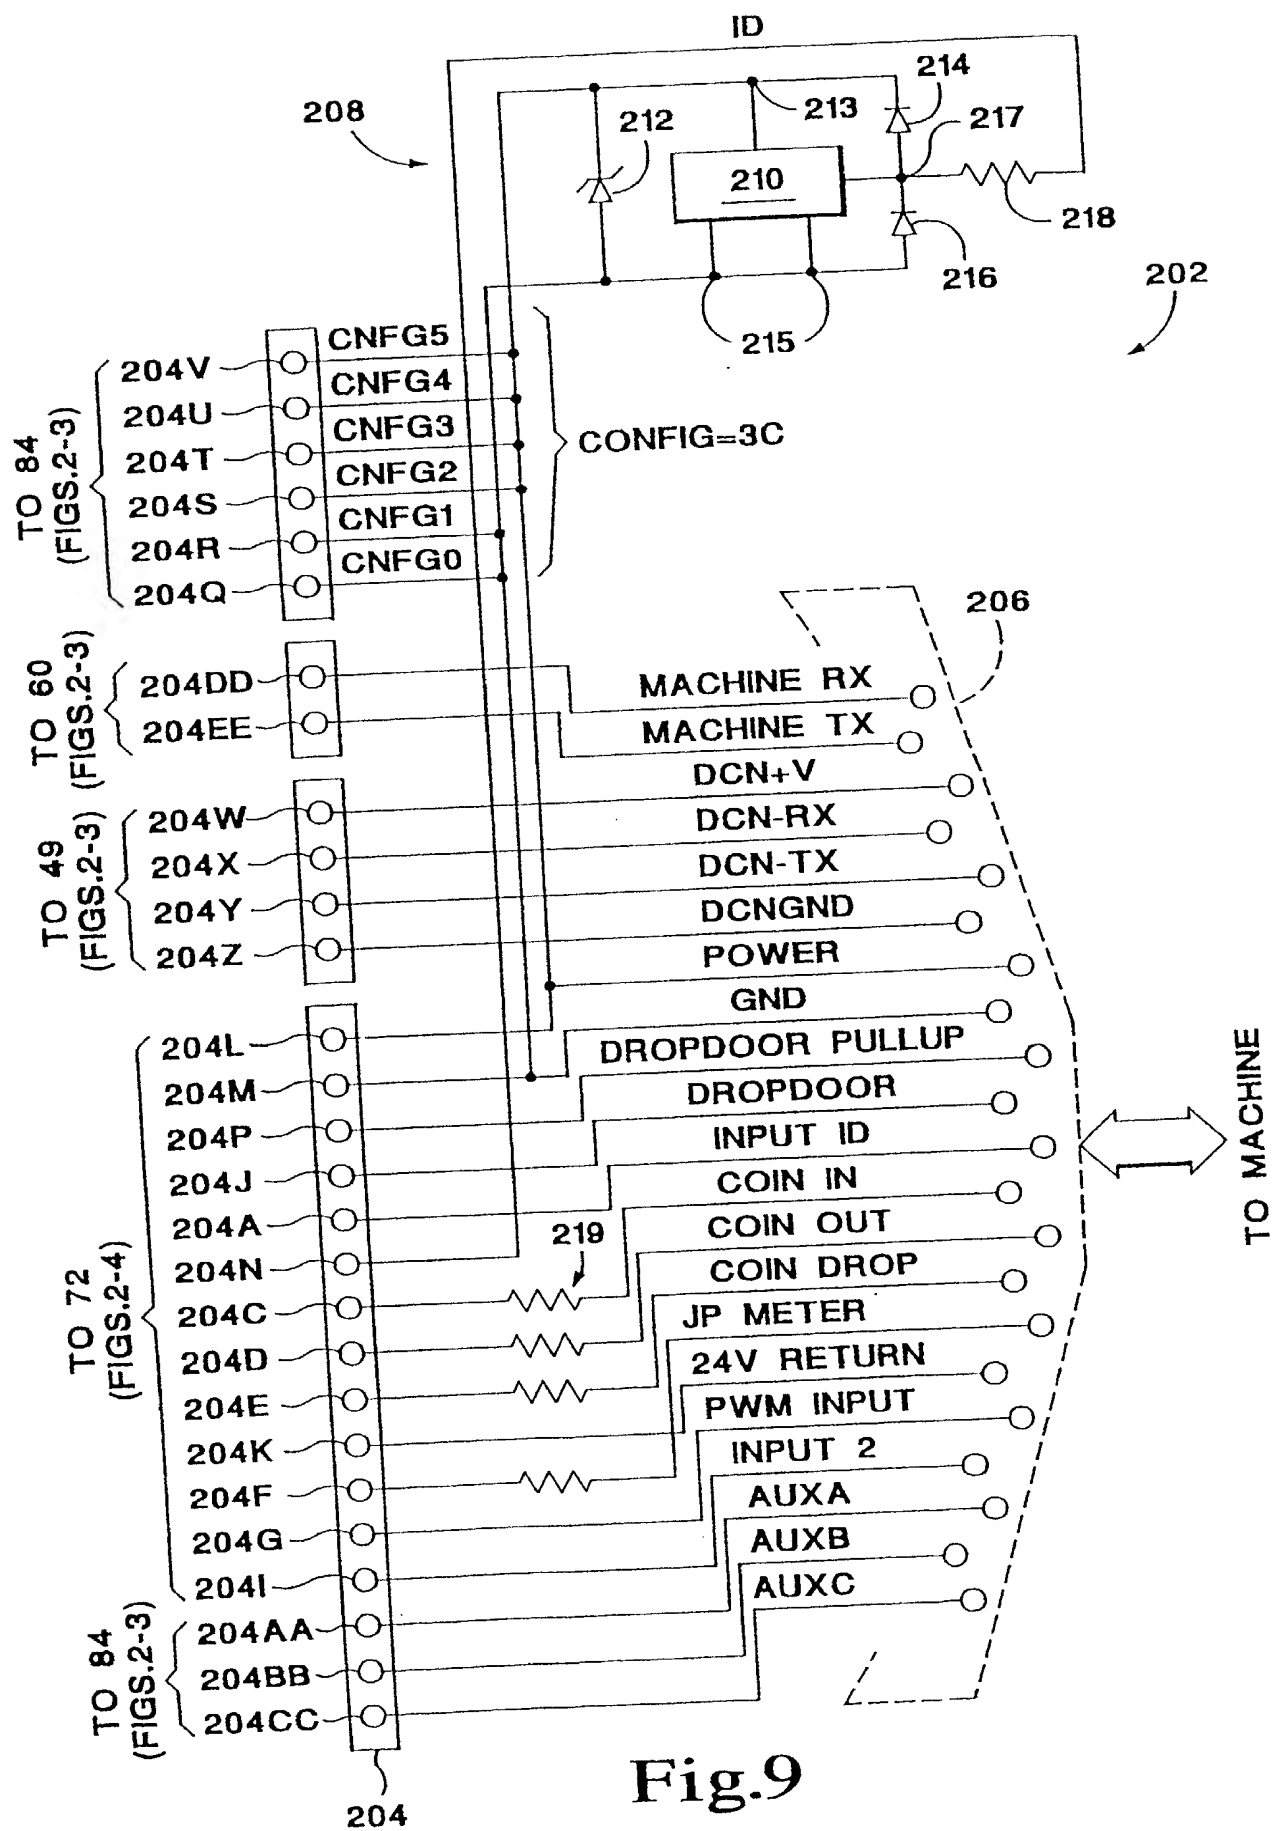 ID
208
212
213
214
217
210
218
216
215
202
CNFG5
204V
CNFG4
204U
CNFG3
204T
CNFG2
204S
CNFG1
204R
CNFG0
204Q
TO 84
(FIGS.2-3)
CONFIG=3C
206
TO 60
(FIGS.2-3)
204DD
MACHINE RX
204EE
MACHINE TX
TO 49
(FIGS.2-3)
204W
DCN+V
204X
DCN-RX
204Y
DCN-TX
204Z
DCNGND
POWER
GND
204L
DROPDOOR PULLUP
204M
DROPDOOR
204P
INPUT ID
204J
COIN IN
204A
COIN OUT
204N
219
COIN DROP
204C
JP METER
204D
24V RETURN
204E
PWM INPUT
204K
INPUT 2
204F
AUXA
204G
AUXB
204I
AUXC
TO 72
(FIGS.2-4)
TO MACHINE
204AA
204BB
204CC
TO 84
(FIGS.2-3)
204
Fig.9